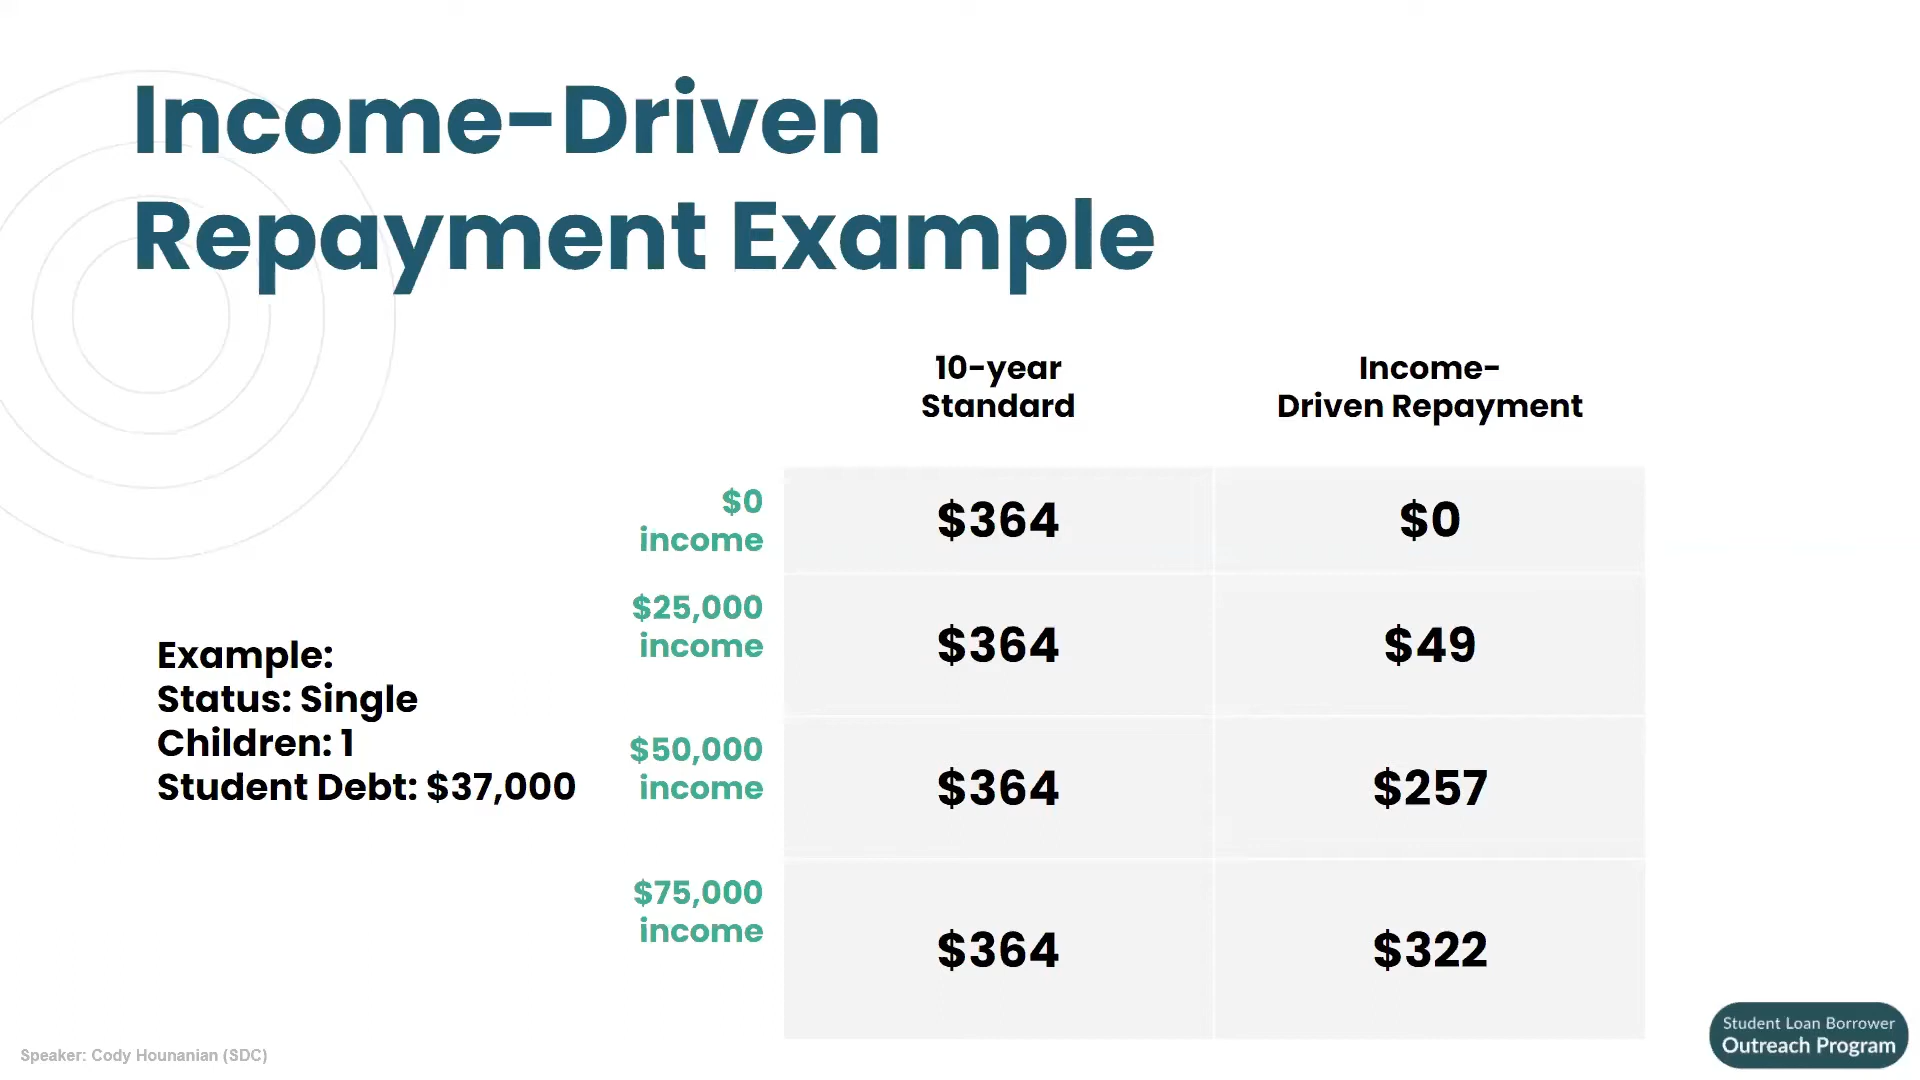 Income-Driven
Repayment Example
10-year
Standard
Income-
Driven Repayment
$0
income
$364
$0
$25,000
income
$364
$49
Example:
Status: Single
Children: 1
Student Debt: $37,000
$50,000
income
$364
$257
$75,000
income
$364
$322
Student Loan Borrower
Outreach Program
Speaker: Cody Hounanian (SDC)